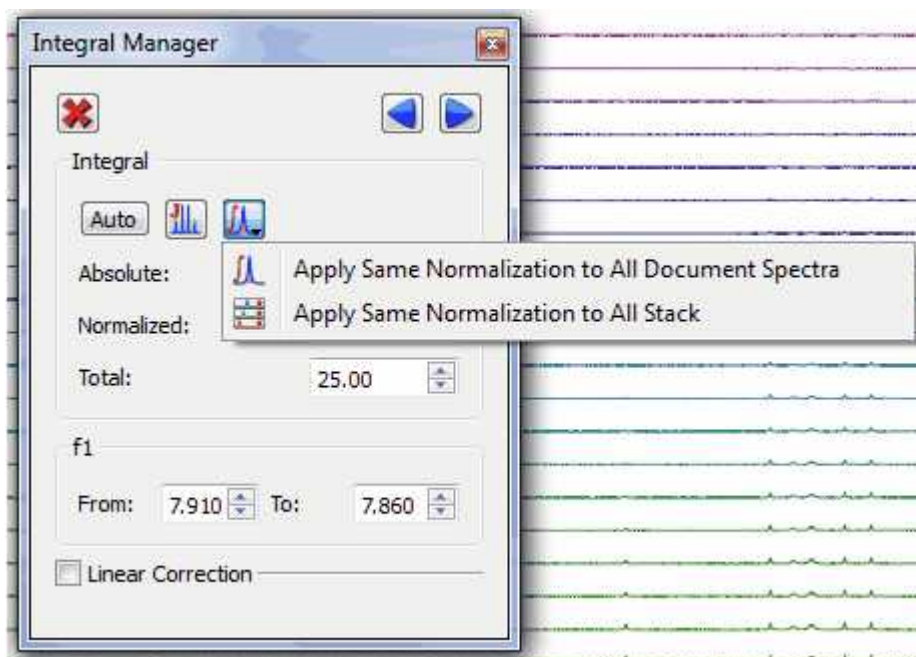 Integral Manager
Integral
Auto
Apply Same Normalization to All Document Spectra
Absolute:
Apply Same Normalization to All Stack
Normalized:
Total: 25.00
f1
From: 7.910 To: 7.860
Linear Correction